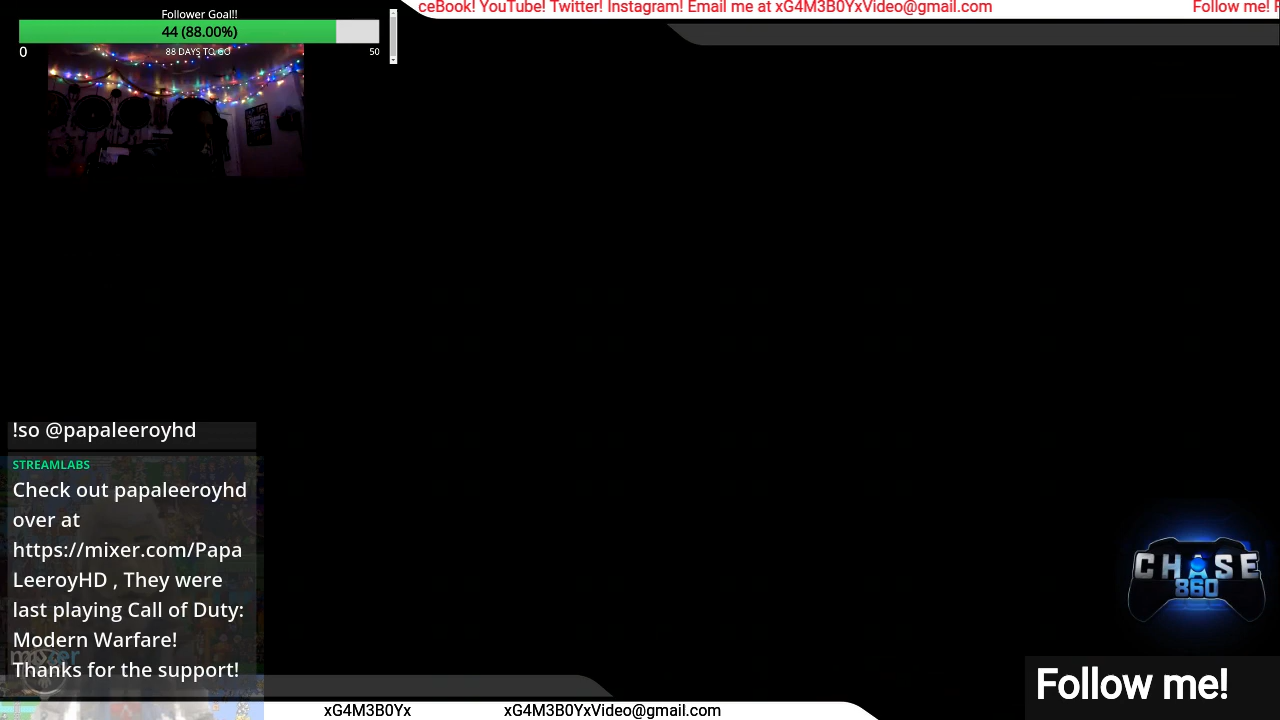 ceBook! YouTube! Twitter! Instagram! Email me at xG4M3B0YxVideo@gmail.com Follow me! F
Follower Goal!!
44 (88.00%)
0 88 DAYS TO GO 50
!so @papaleeroyhd
STREAMLABS
Check out papaleeroyhd
over at
https://mixer.com/Papa
LeeroyHD , They were
last playing Call of Duty:
Modern Warfare!
Thanks for the support!
mixer
CHASE
860
Follow me!
xG4M3B0Yx xG4M3B0YxVideo@gmail.com